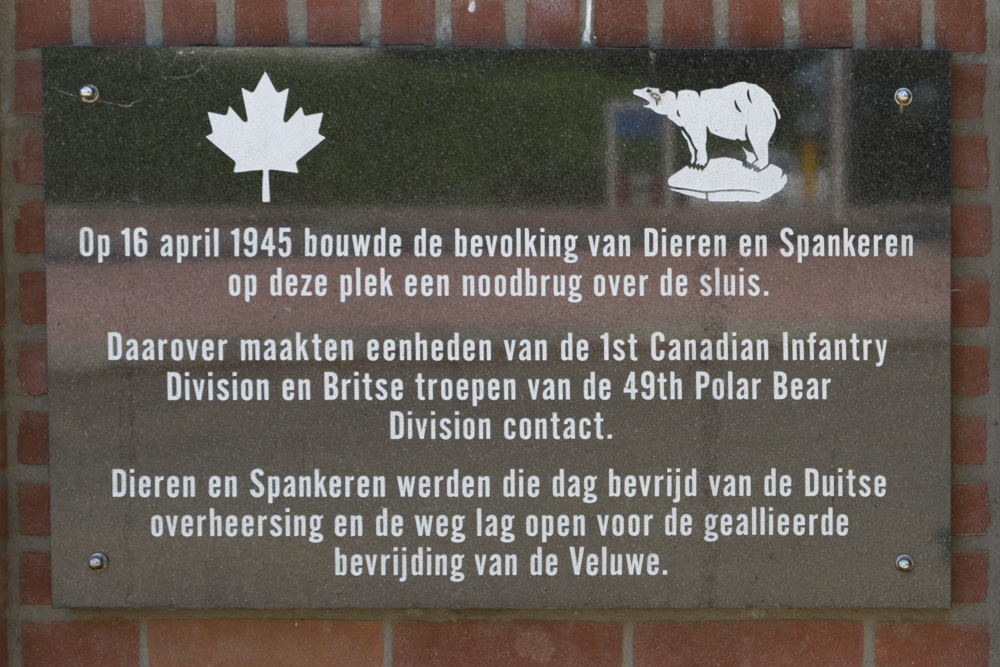 Op 16 april 1945 bouwde de bevolking van Dieren en Spankeren
op deze plek een noodbrug over de sluis.
Daarover maakten eenheden van de 1st Canadian Infantry
Division en Britse troepen van de 49th Polar Bear
Division contact.
Dieren en Spankeren werden die dag bevrijd van de Duitse
overheersing en de weg lag open voor de geallieerde
bevrijding van de Veluwe.